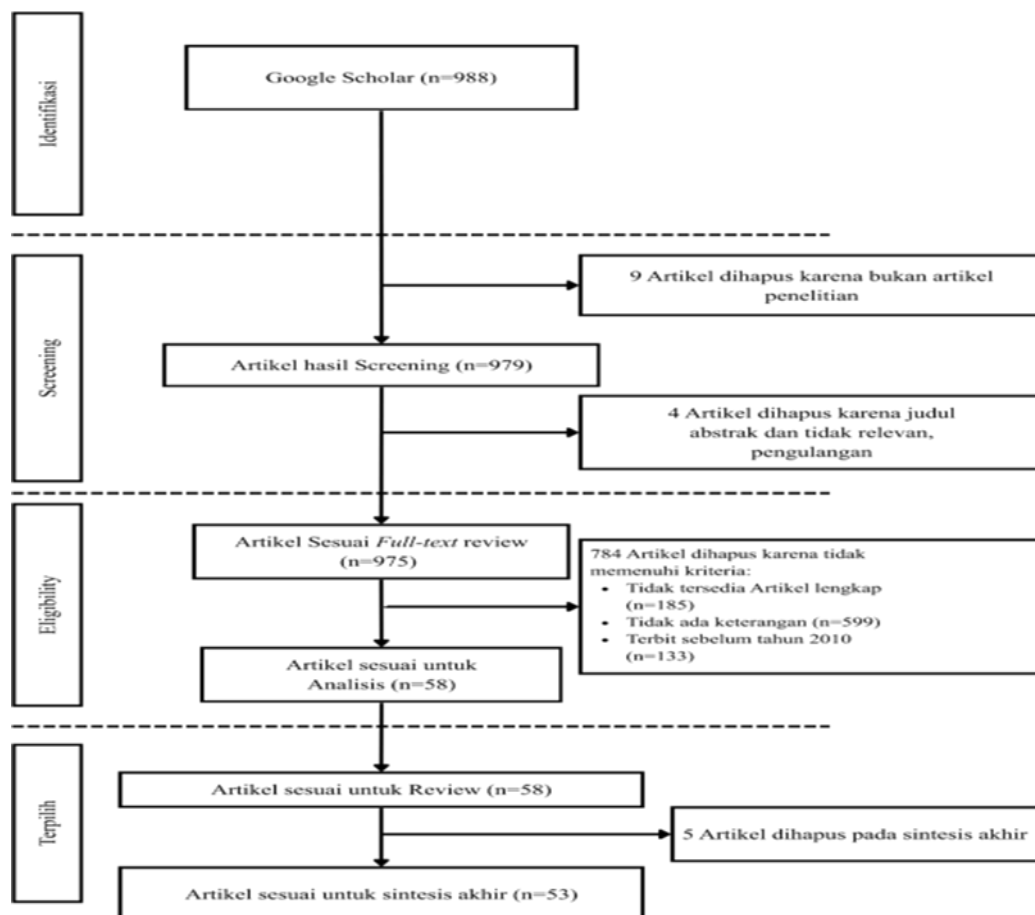 Identifikasi
Google Scholar (n=988)
Screening
9 Artikel dihapus karena bukan artikel
penelitian
Artikel hasil Screening (n=979)
4 Artikel dihapus karena judul
abstrak dan tidak relevan,
pengulangan
Eligibility
Artikel Sesuai Full-text review
(n=975)
784 Artikel dihapus karena tidak
memenuhi kriteria:
• Tidak tersedia Artikel lengkap
(n=185)
• Tidak ada keterangan (n=599)
• Terbit sebelum tahun 2010
(n=133)
Artikel sesuai untuk
Analisis (n=58)
Terpilih
Artikel sesuai untuk Review (n=58)
5 Artikel dihapus pada sintesis akhir
Artikel sesuai untuk sintesis akhir (n=53)